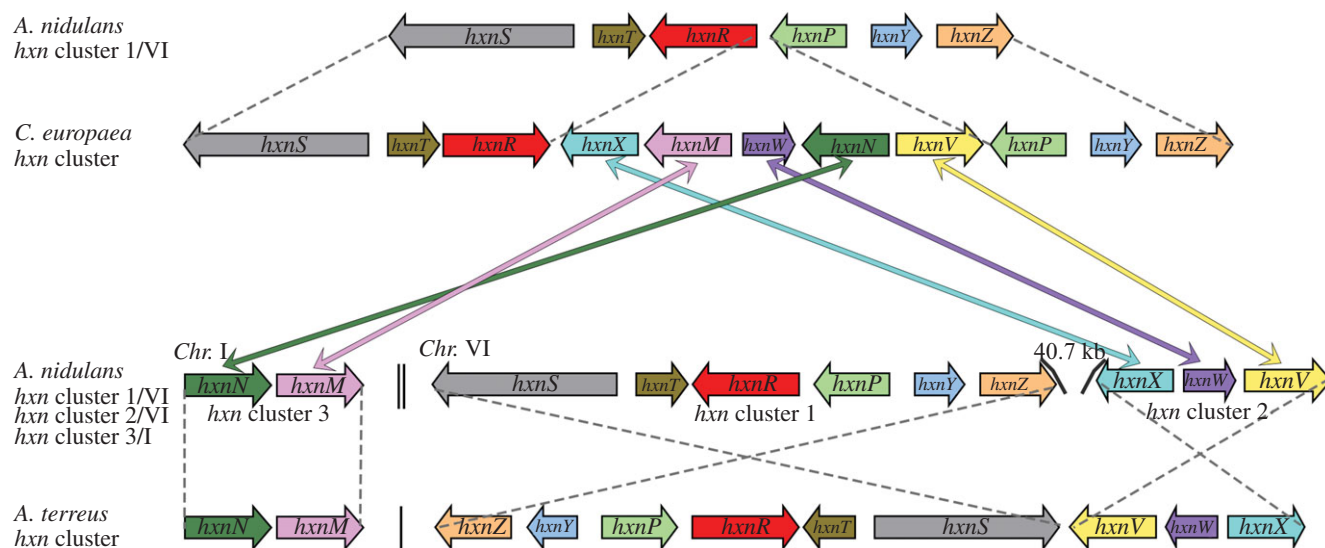 A. nidulans
hxn cluster 1/VI
hxnS hxnT hxnR hxnP hxnY hxnZ
C. europaea
hxn cluster
hxnS hxnT hxnR hxnX hxnM hxnW hxnN hxnV hxnP hxnY hxnZ
Chr. I Chr. VI 40.7 kb
A. nidulans
hxn cluster 1/VI
hxn cluster 2/VI
hxn cluster 3/I
hxnN hxnM hxnS hxnT hxnR hxnP hxnY hxnZ hxnX hxnW hxnV
hxn cluster 3 hxn cluster 1 hxn cluster 2
A. terreus
hxn cluster
hxnN hxnM hxnZ hxnY hxnP hxnR hxnT hxnS hxnV hxnW hxnX